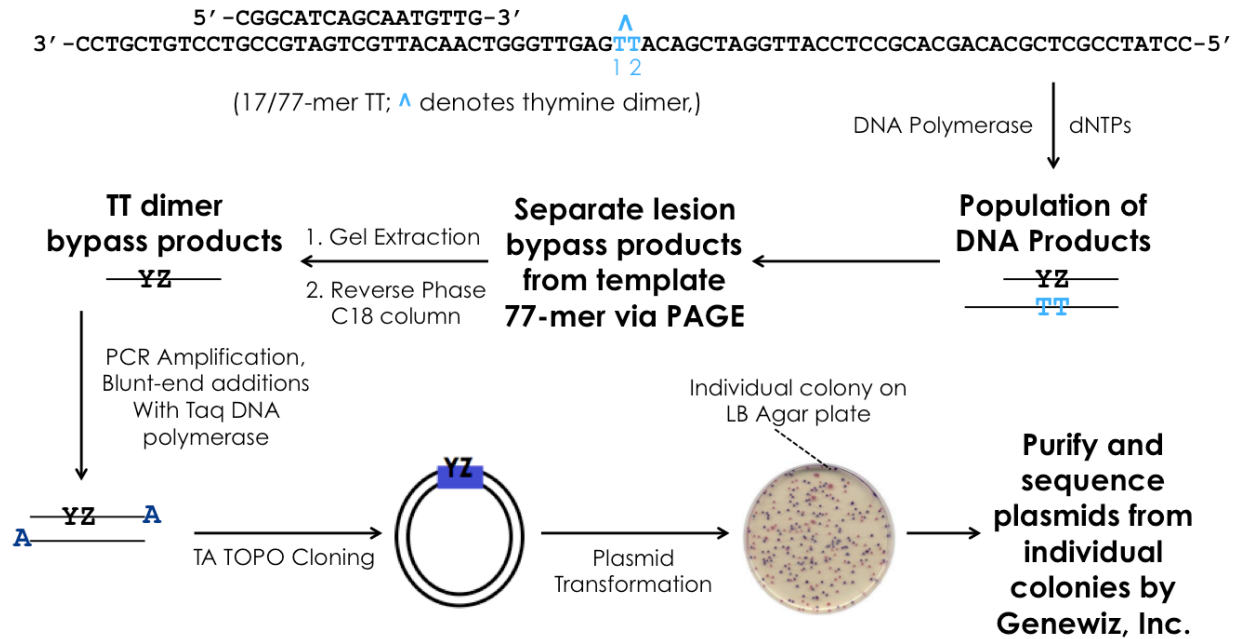 5’-CGGCATCAGCAATGTTG-3’
^
3’-CCTGCTGTCCTGCCGTAGTCGTTACAACTGGGTTGAGTTACAGCTAGGTTACCTCCGCACGACACGCTCGCCTATCC-5’
1 2
(17/77-mer TT; ^ denotes thymine dimer,)
DNA Polymerase
dNTPs
Population of
DNA Products
YZ
TT
Separate lesion
bypass products
from template
77-mer via PAGE
1. Gel Extraction
2. Reverse Phase
C18 column
TT dimer
bypass products
YZ
PCR Amplification,
Blunt-end additions
With Taq DNA
polymerase
YZ A
A
TA TOPO Cloning
YZ
Plasmid
Transformation
Individual colony on
LB Agar plate
Purify and
sequence
plasmids from
individual
colonies by
Genewiz, Inc.